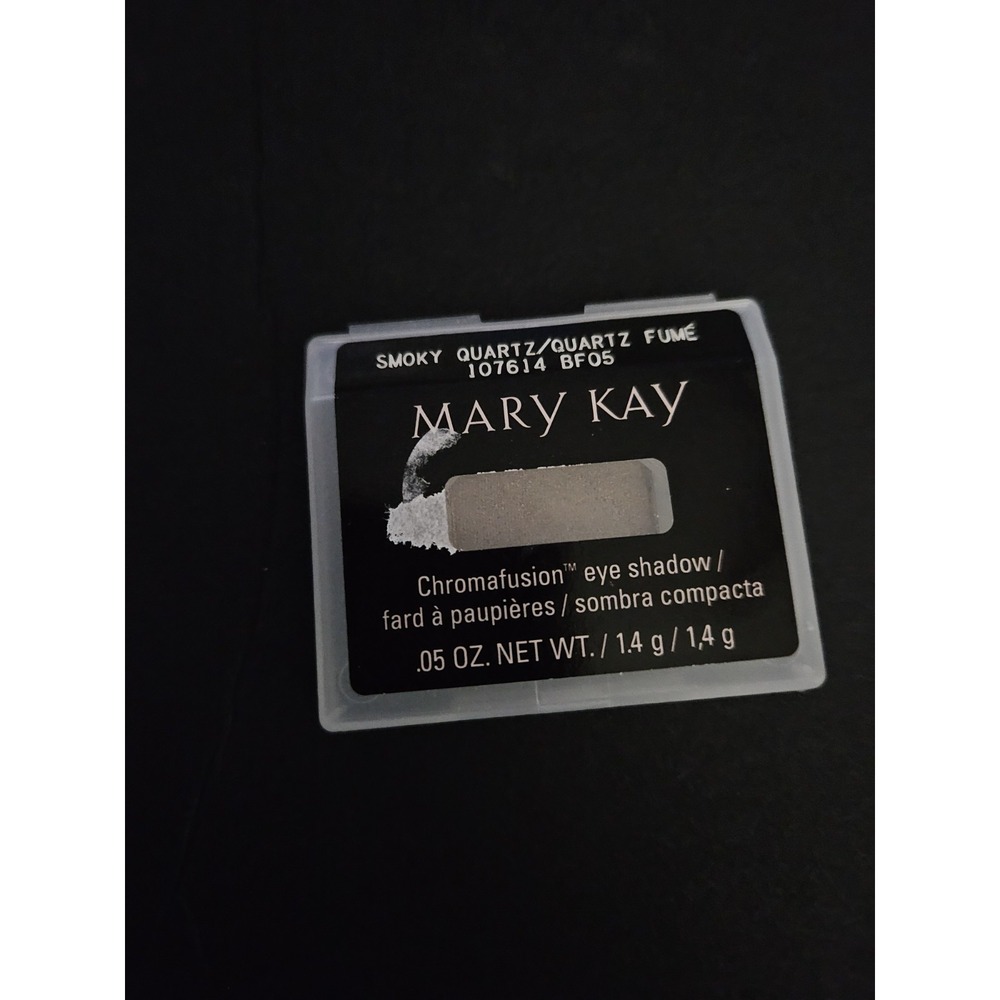 SMOKY QUARTZ/QUARTZ FUMÉ
107614 BF05
MARY KAY
Chromafusion™ eye shadow /
fard à paupières / sombra compacta
.05 OZ. NET WT. / 1.4 g / 1,4 g